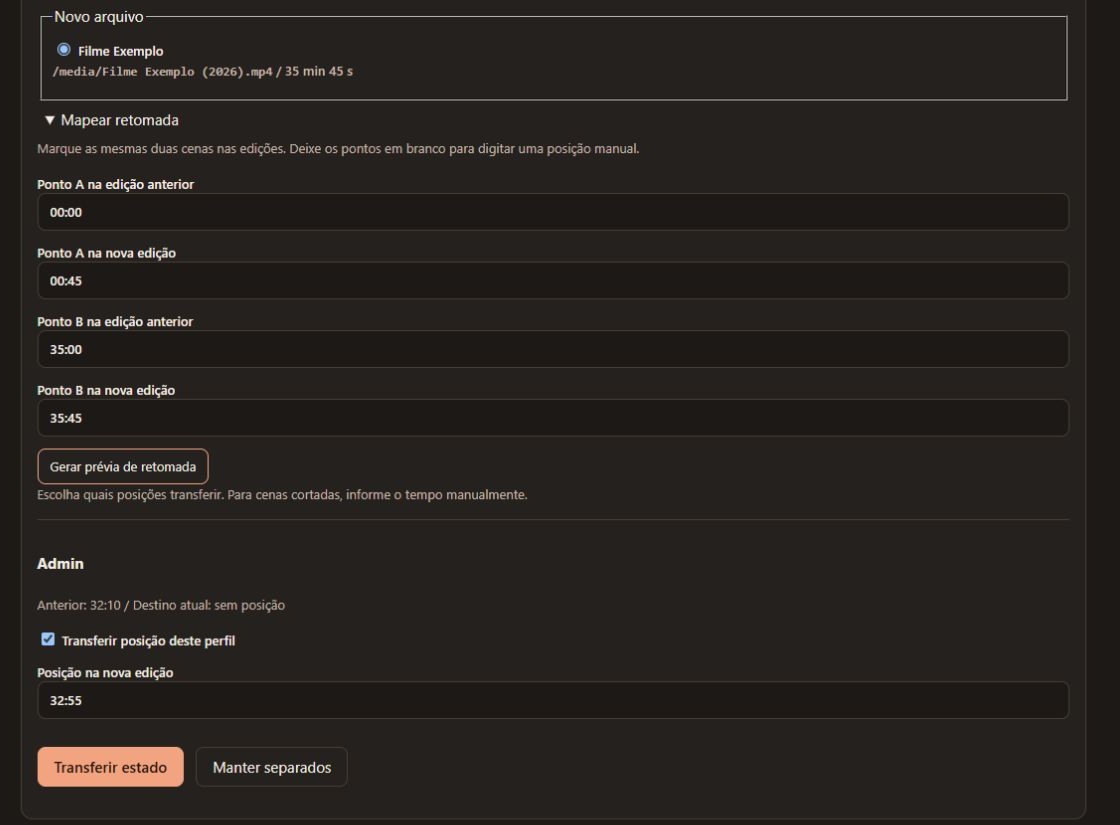 Novo arquivo
Filme Exemplo
/media/Filme Exemplo (2026).mp4 / 35 min 45 s
▼ Mapear retomada
Marque as mesmas duas cenas nas edições. Deixe os pontos em branco para digitar uma posição manual.
Ponto A na edição anterior
00:00
Ponto A na nova edição
00:45
Ponto B na edição anterior
35:00
Ponto B na nova edição
35:45
Gerar prévia de retomada
Escolha quais posições transferir. Para cenas cortadas, informe o tempo manualmente.
Admin
Anterior: 32:10 / Destino atual: sem posição
Transferir posição deste perfil
Posição na nova edição
32:55
Transferir estado Manter separados